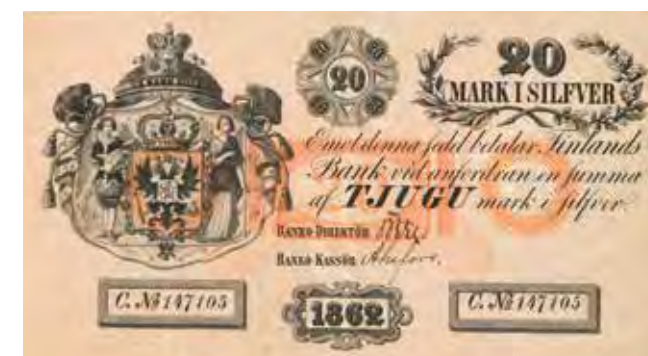 20
20
MARK I SILFVER
Emot denna sedel betalar Finlands
Bank vid anfordran en summa
af TJUGU mark i silfver
BANKO DIREKTÖR
BANKO KASSÖR
C. № 147105
1862
C. № 147105